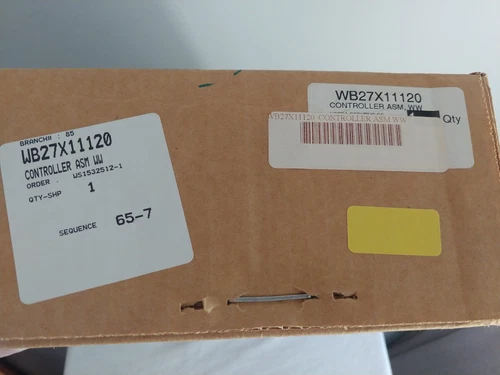 BRANCH# : 85
WB27X11120
CONTROLLER ASM WW
ORDER : WS1532512-1
QTY-SHP 1
SEQUENCE 65-7
WB27X11120
CONTROLLER ASM, WW
Qty
WB27X11120 CONTROLLER ASM, WW